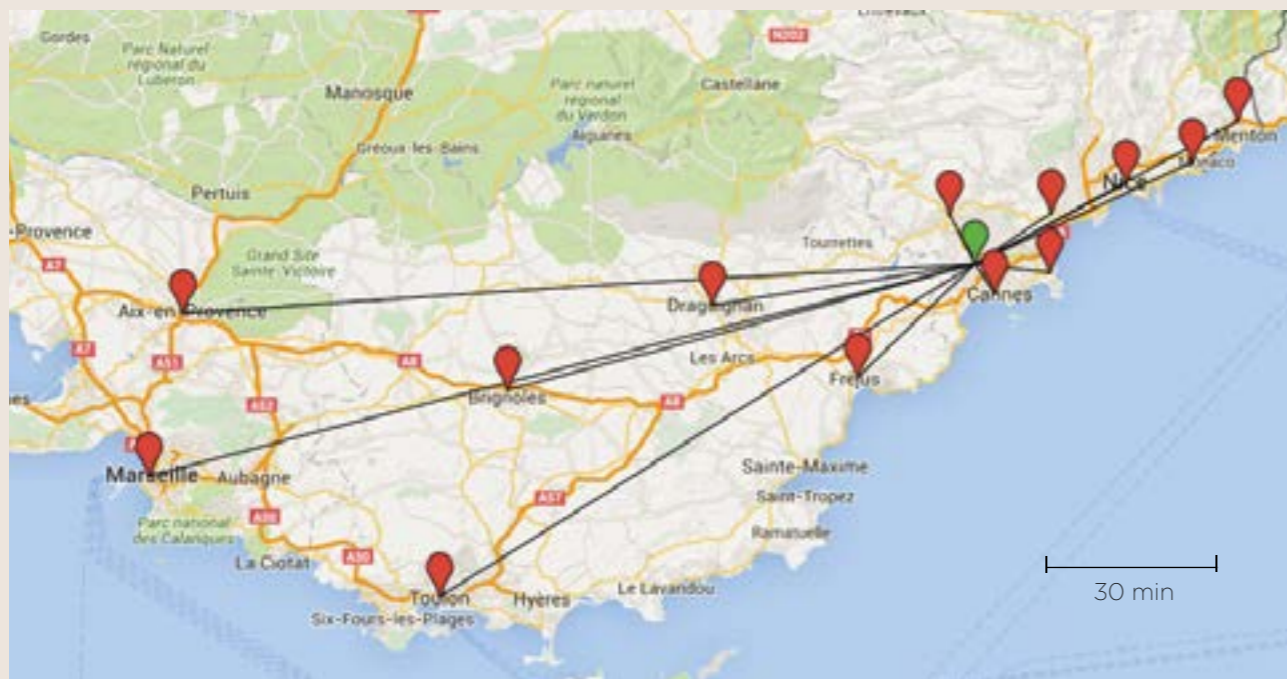 Gordes
Parc Naturel
régional du
Luberon
Manosque
Parc naturel
régional
du Verdon
Castellane
N202
Aiguines
Gréoux-les-Bains
Pertuis
-Provence
A7
Grand Site
Sainte-Victoire
Tourrettes
Menton
Monaco
Nice
Aix-en-Provence
Draguignan
Cannes
A7
A51
A8
Les Arcs
Fréjus
A52
Brignoles
A8
Marseille
Aubagne
Sainte-Maxime
Saint-Tropez
A57
Parc national
des Calanques
A50
Ramatuelle
La Ciotat
A50
Toulon
Hyères
Le Lavandou
Six-Fours-les-Plages
30 min